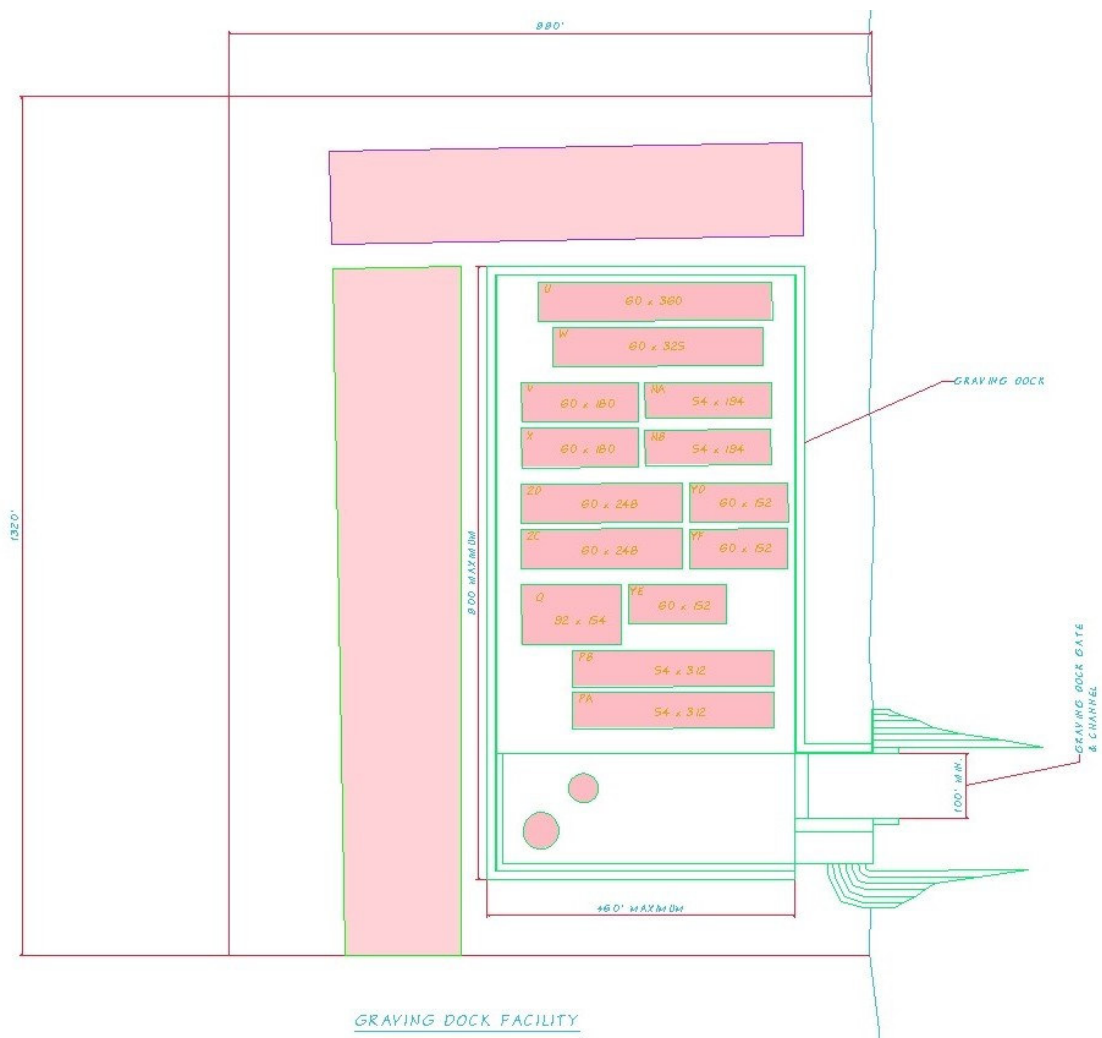 990'
1320'
U
60 x 360
W
60 x 325
V
60 x 180
NA
54 x 194
X
60 x 180
NB
54 x 194
ZD
60 x 248
YD
60 x 152
ZC
60 x 248
YF
60 x 152
Q
92 x 154
YE
60 x 152
PB
54 x 312
PA
54 x 312
900 MAXIMUM
460' MAXIMUM
GRAVING DOCK
100' MIN.
GRAVING DOCK GATE
& CHANNEL
GRAVING DOCK FACILITY